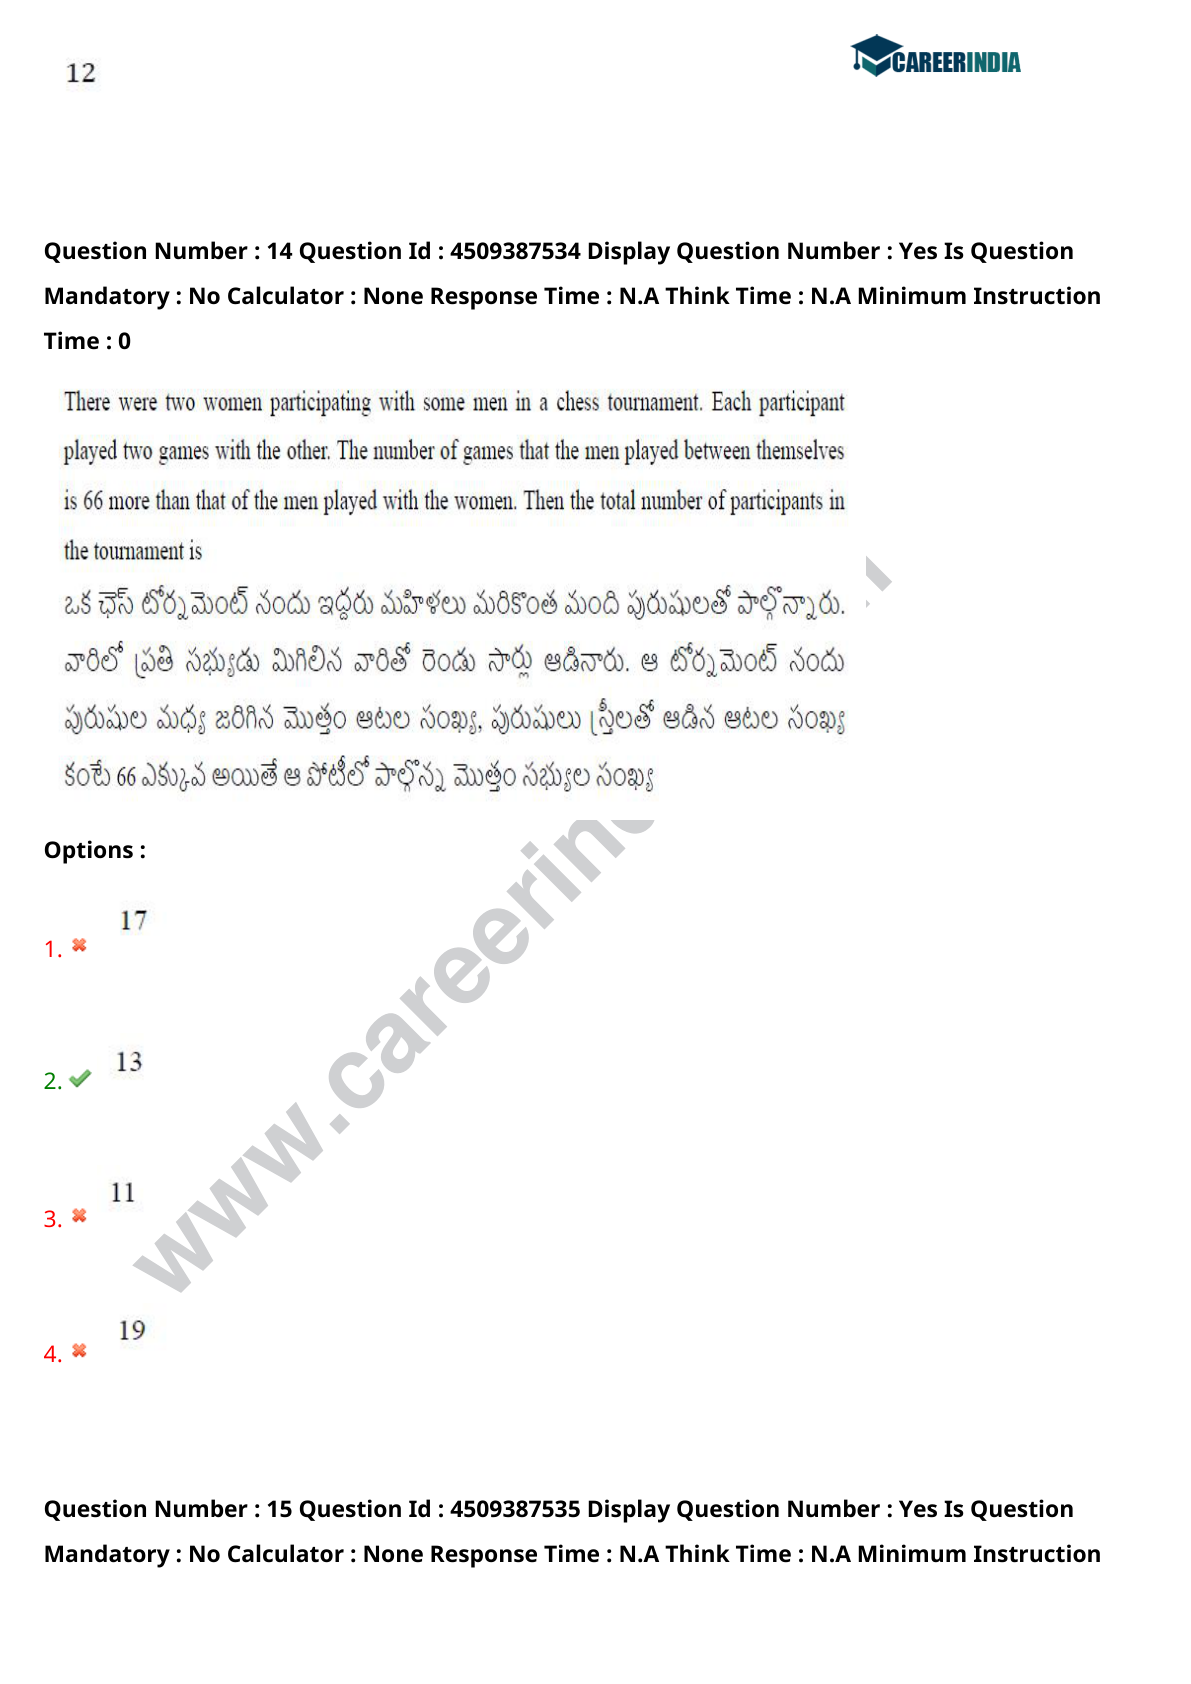 12
CAREERINDIA
Question Number : 14 Question Id : 4509387534 Display Question Number : Yes Is Question
Mandatory : No Calculator : None Response Time : N.A Think Time : N.A Minimum Instruction
Time : 0
There were two women participating with some men in a chess tournament. Each participant
played two games with the other. The number of games that the men played between themselves
is 66 more than that of the men played with the women. Then the total number of participants in
the tournament is
ఒక ఛెస్ టోర్నమెంట్ నందు ఇద్దరు మహిళలు మరికొంత మంది పురుషులతో పాల్గొన్నారు.
వారిలో ప్రతి సభ్యుడు మిగిలిన వారితో రెండు సార్లు ఆడినారు. ఆ టోర్నమెంట్ నందు
పురుషుల మధ్య జరిగిన మొత్తం ఆటల సంఖ్య, పురుషులు స్త్రీలతో ఆడిన ఆటల సంఖ్య
కంటే 66 ఎక్కువ అయితే ఆ పోటీలో పాల్గొన్న మొత్తం సభ్యుల సంఖ్య
Options :
17
1.
13
2.
11
3.
19
4.
www.careerin
Question Number : 15 Question Id : 4509387535 Display Question Number : Yes Is Question
Mandatory : No Calculator : None Response Time : N.A Think Time : N.A Minimum Instruction